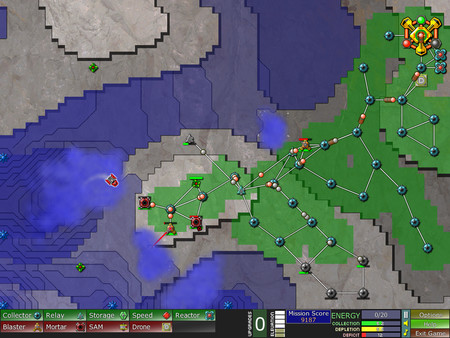 Collector Relay Storage Speed Reactor
Blaster Mortar SAM Drone
UPGRADES 0
Mission Score
9187
ENERGY 0/20
COLLECTION
DEPLETION
DEFICIT
Options
Exit Game